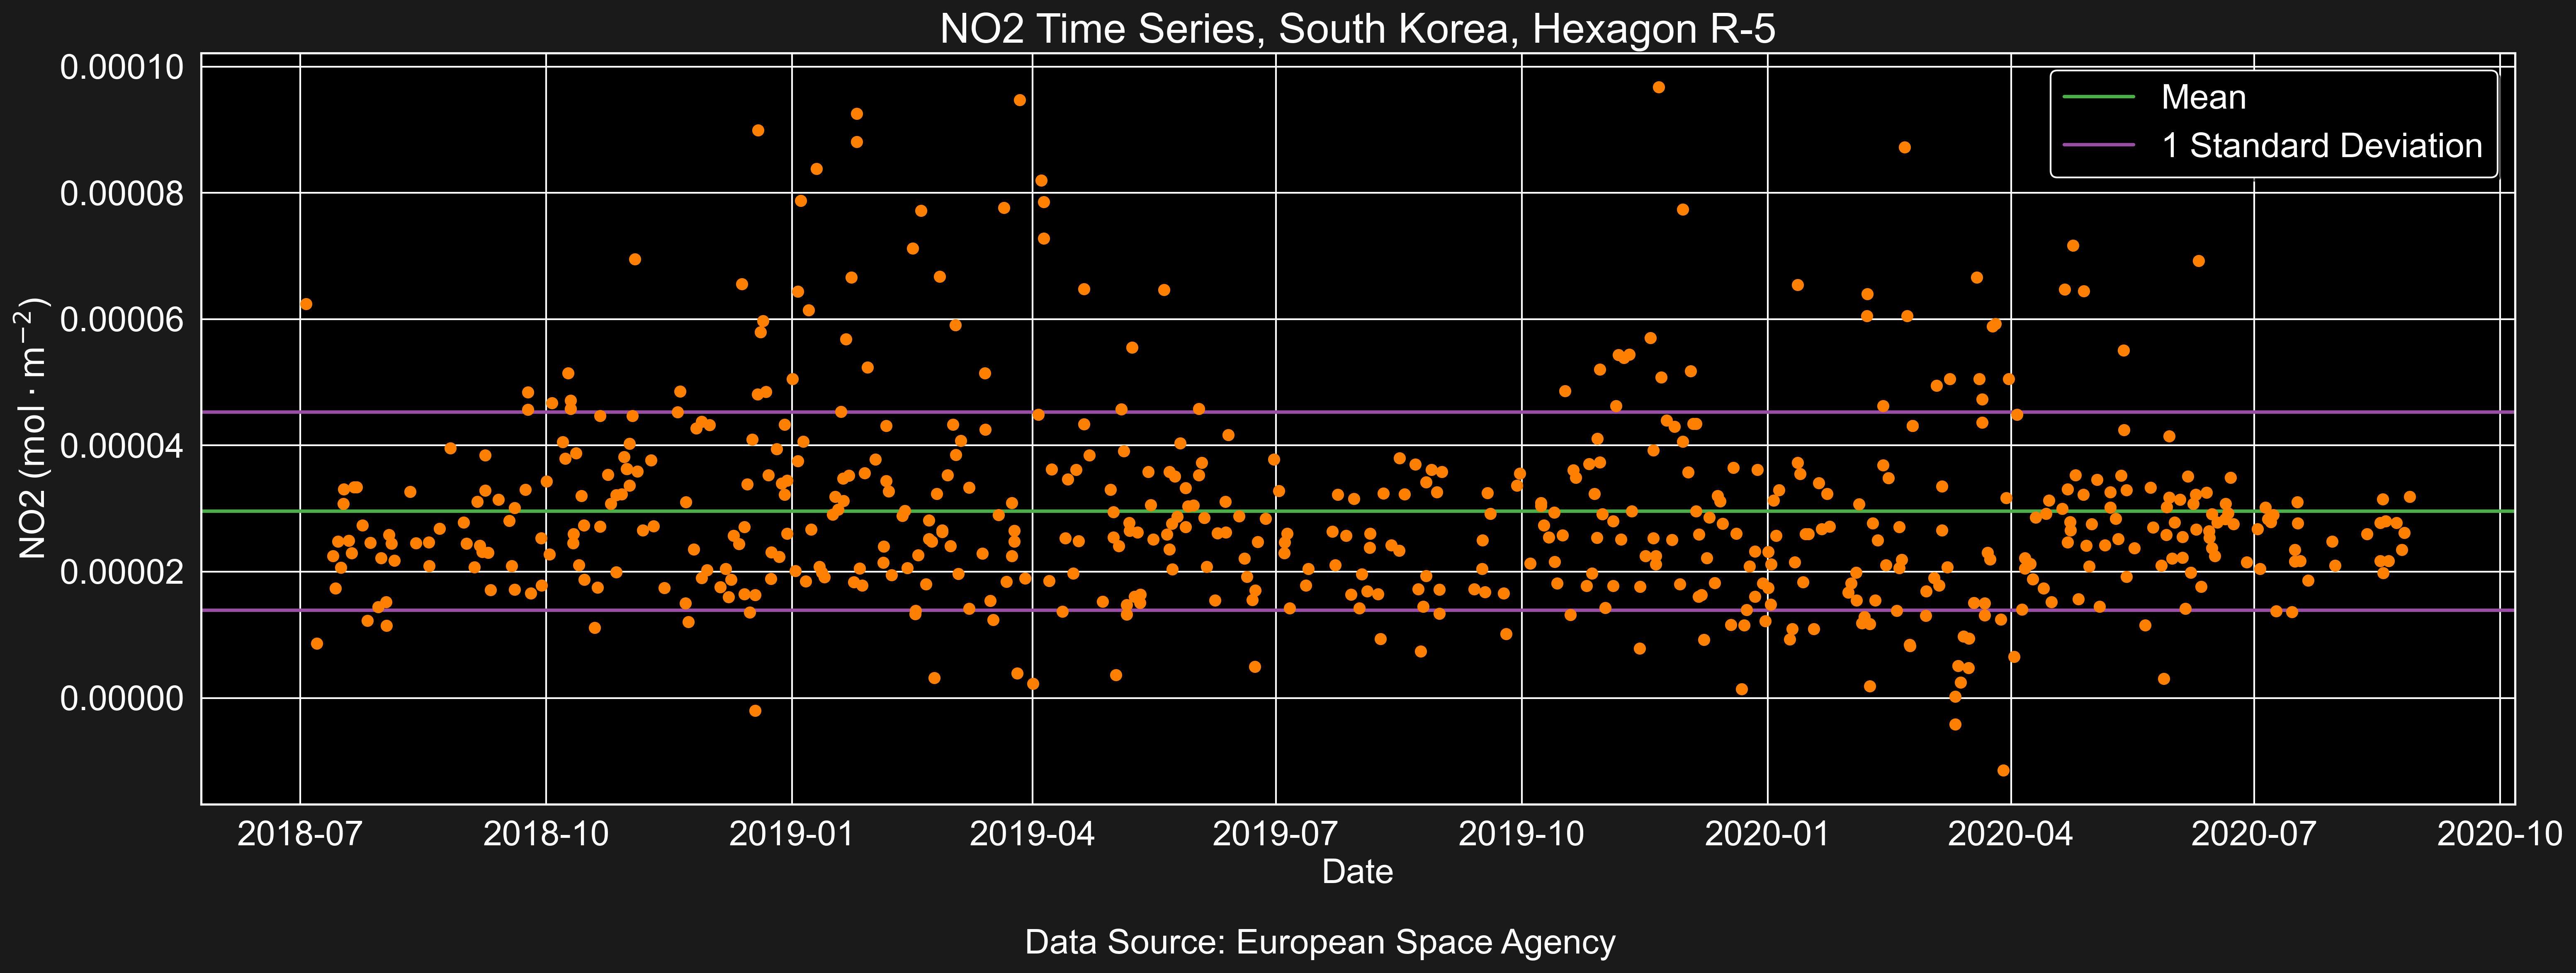 NO2 Time Series, South Korea, Hexagon R-5
0.00010
0.00008
0.00006
0.00004
0.00002
0.00000
NO2 (mol · m⁻²)
Mean
1 Standard Deviation
2018-07 2018-10 2019-01 2019-04 2019-07 2019-10 2020-01 2020-04 2020-07 2020-10
Date
Data Source: European Space Agency